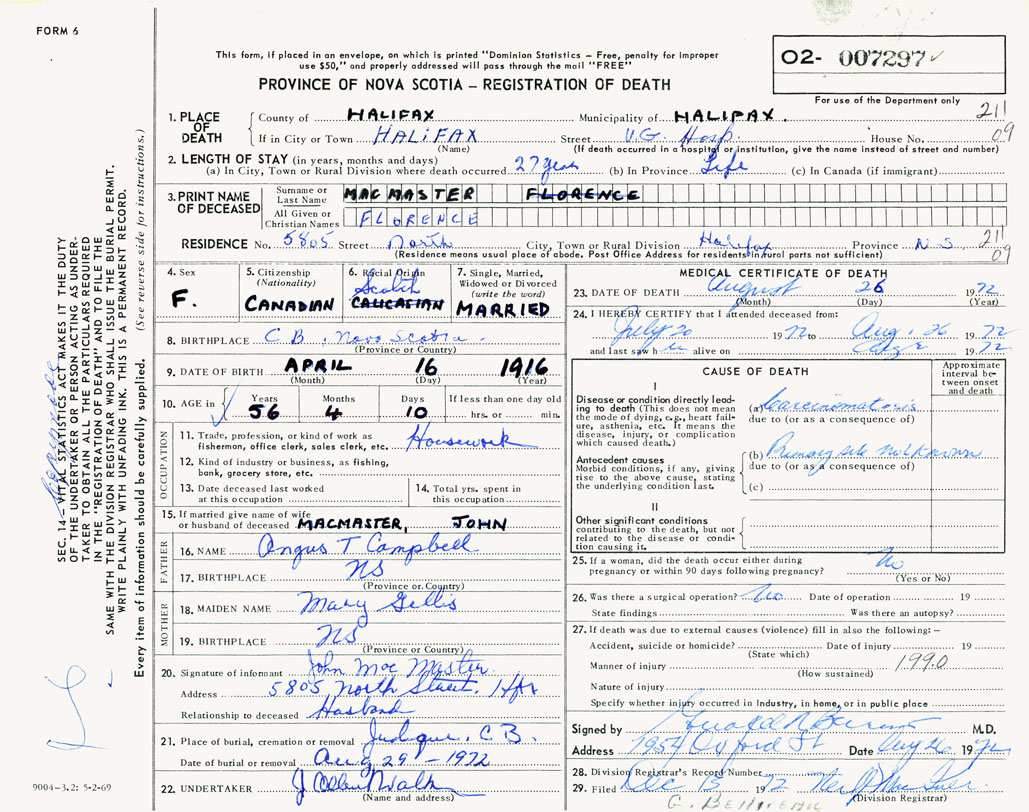 FORM 6
This form, if placed in an envelope, on which is printed "Dominion Statistics – Free, penalty for improper
use $50," and properly addressed will pass through the mail "FREE"
PROVINCE OF NOVA SCOTIA – REGISTRATION OF DEATH
O2- 007297
For use of the Department only
211
09
1. PLACE OF DEATH
County of HALIFAX Municipality of HALIFAX.
If in City or Town HALIFAX Street V.G. Hosp. House No.
(Name) (If death occurred in a hospital or institution, give the name instead of street and number)
2. LENGTH OF STAY (in years, months and days)
(a) In City, Town or Rural Division where death occurred 27 years (b) In Province Life (c) In Canada (if immigrant)
3. PRINT NAME OF DECEASED
Surname or Last Name MACMASTER FLORENCE
All Given or Christian Names FLORENCE
RESIDENCE No. 5805 Street North City, Town or Rural Division Halifax Province N.S. 211
09
(Residence means usual place of abode. Post Office Address for residents in rural parts not sufficient)
4. Sex
F.
5. Citizenship
(Nationality)
CANADIAN
6. Racial Origin
Scotch
CAUCASIAN
7. Single, Married, Widowed or Divorced
(write the word)
MARRIED
8. BIRTHPLACE C.B. Nova Scotia.
(Province or Country)
9. DATE OF BIRTH APRIL 16 1916
(Month) (Day) (Year)
10. AGE in
Years Months Days If less than one day old
56 4 10 hrs. or min.
OCCUPATION
11. Trade, profession, or kind of work as
fisherman, office clerk, sales clerk, etc. Housework
12. Kind of industry or business, as fishing,
bank, grocery store, etc.
13. Date deceased last worked
at this occupation
14. Total yrs. spent in
this occupation
15. If married give name of wife
or husband of deceased MACMASTER, JOHN
FATHER
16. NAME Angus T Campbell
17. BIRTHPLACE NS
(Province or Country)
MOTHER
18. MAIDEN NAME Mary Gillis
19. BIRTHPLACE NS
(Province or Country)
20. Signature of informant John Mac Master
Address 5805 North Street. Hfx
Relationship to deceased Husband
21. Place of burial, cremation or removal Judique, C.B.
Date of burial or removal Aug 29 - 1972
22. UNDERTAKER
(Name and address)
MEDICAL CERTIFICATE OF DEATH
23. DATE OF DEATH August 26 1972
(Month) (Day) (Year)
24. I HEREBY CERTIFY that I attended deceased from:
July 20 1972 to Aug. 26 1972
and last saw h er alive on 1972
CAUSE OF DEATH
Approximate interval between onset and death
I
Disease or condition directly leading to death (This does not mean the mode of dying, e.g., heart failure, asthenia, etc. It means the disease, injury, or complication which caused death.)
(a) Carcinomatosis
due to (or as a consequence of)
Antecedent causes
Morbid conditions, if any, giving rise to the above cause, stating the underlying condition last.
(b) Primary site not known
due to (or as a consequence of)
(c)
II
Other significant conditions
contributing to the death, but not related to the disease or condition causing it.
25. If a woman, did the death occur either during
pregnancy or within 90 days following pregnancy? No
(Yes or No)
26. Was there a surgical operation? No Date of operation 19
State findings Was there an autopsy?
27. If death was due to external causes (violence) fill in also the following:–
Accident, suicide or homicide? Date of injury 19
(State which)
Manner of injury 1990
(How sustained)
Nature of injury
Specify whether injury occurred in industry, in home, or in public place
Signed by M.D.
Address 1954 Oxford St Date Aug 26 1972
28. Division Registrar's Record Number
29. Filed Dec 15 1972
(Division Registrar)
SEC. 14 – VITAL STATISTICS ACT MAKES IT THE DUTY
OF THE UNDERTAKER OR PERSON ACTING AS UNDERTAKER TO OBTAIN ALL THE PARTICULARS REQUIRED
IN THE "REGISTRATION OF DEATH" AND TO FILE THE
SAME WITH THE DIVISION REGISTRAR WHO SHALL ISSUE THE BURIAL PERMIT.
WRITE PLAINLY WITH UNFADING INK. THIS IS A PERMANENT RECORD.
Every item of information should be carefully supplied. (See reverse side for instructions.)
9004-3.2: 5-2-69